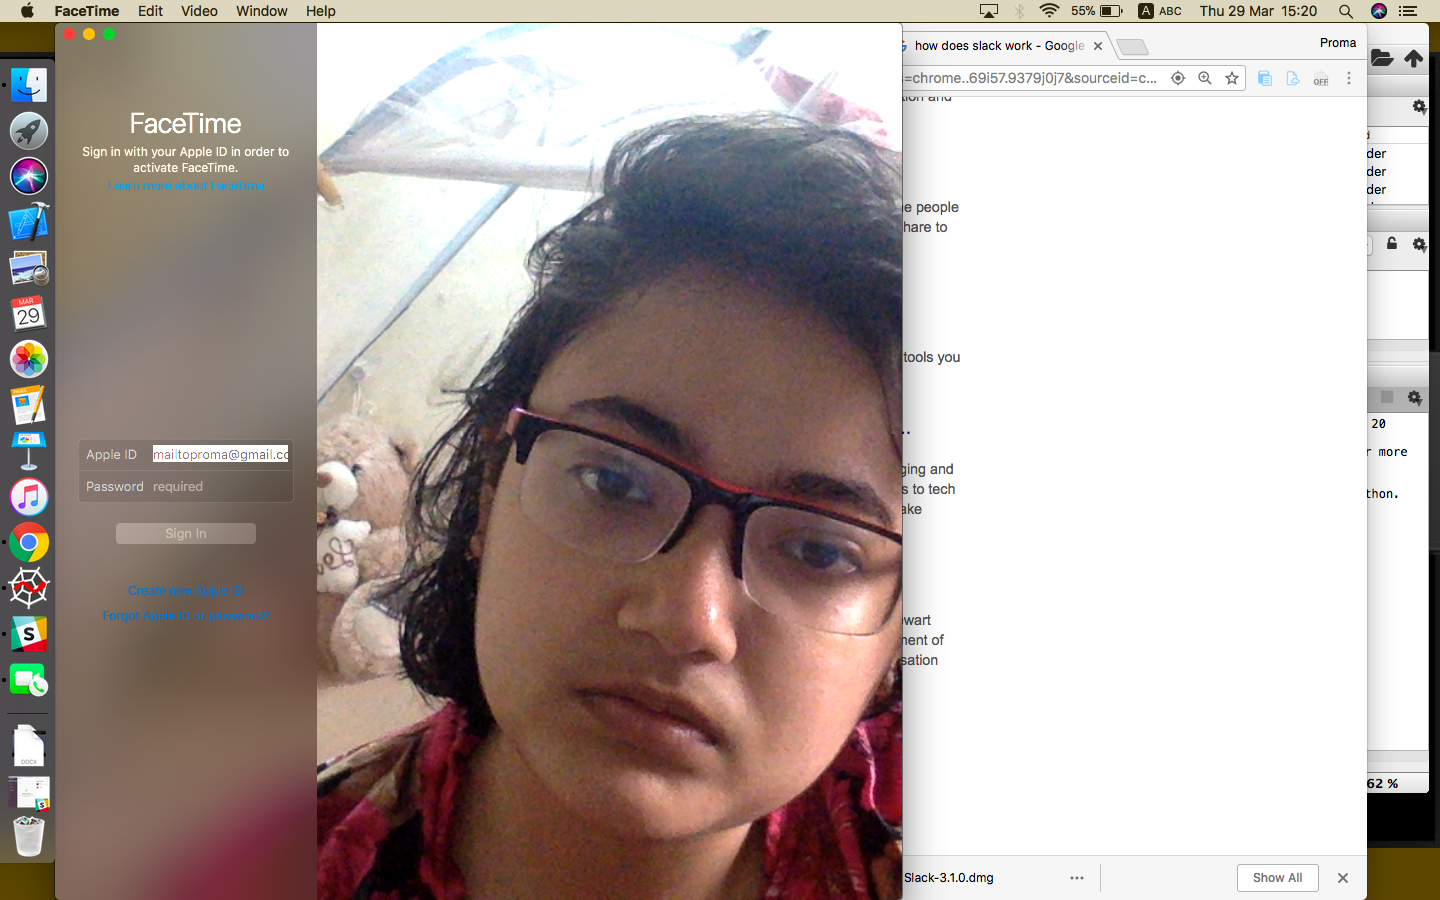 FaceTime Edit Video Window Help 55% A ABC Thu 29 Mar 15:20
FaceTime
Sign in with your Apple ID in order to
activate FaceTime.
Learn more about FaceTime
Apple ID mailtoproma@gmail.cc
Password required
Sign In
Create new Apple ID
Forgot Apple ID or password?
MAR
29
DOCX
how does slack work - Google
Proma
=chrome..69i57.9379j0j7&sourceid=c...
OFF
tion and
e people
hare to
tools you
...
ging and
s to tech
ake
wart
nent of
sation
Slack-3.1.0.dmg
Show All
der
der
der
20
r more
thon.
62 %